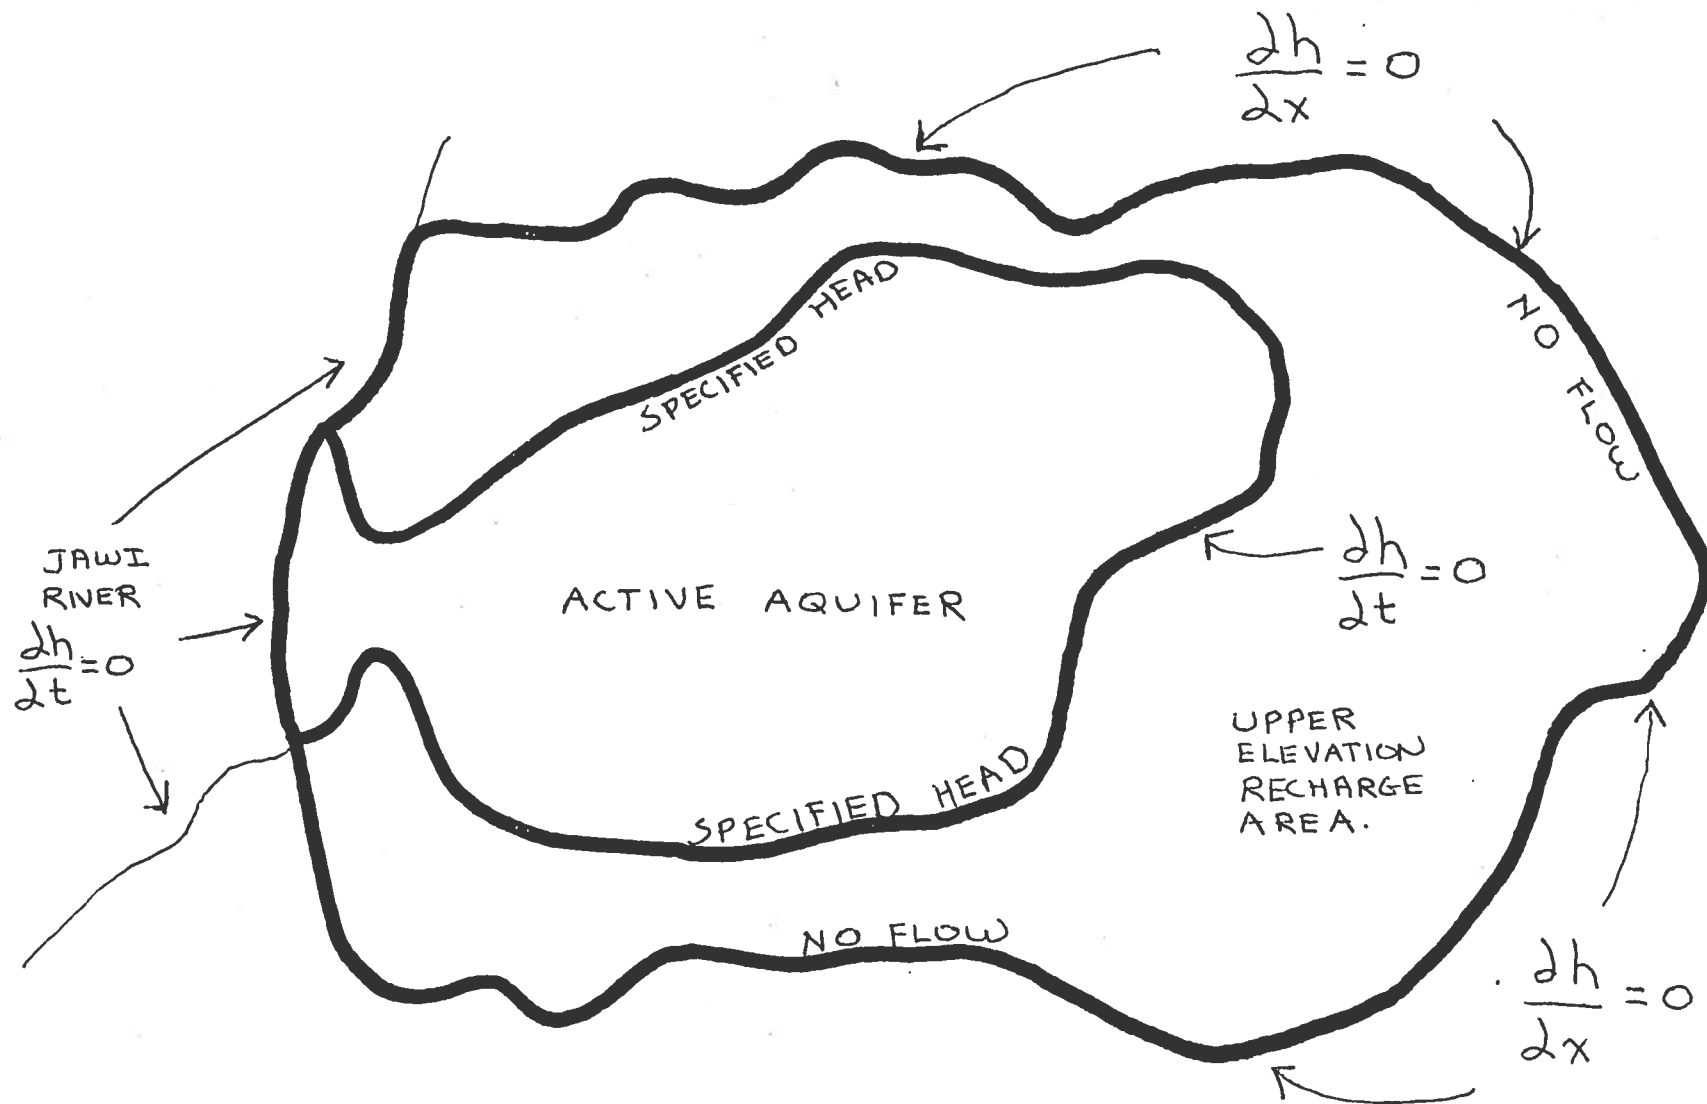 ∂h/∂x = 0
SPECIFIED HEAD
NO FLOW
JAWI
RIVER
∂h/∂t = 0
ACTIVE AQUIFER
∂h/∂t = 0
UPPER
ELEVATION
RECHARGE
AREA.
SPECIFIED HEAD
NO FLOW
∂h/∂x = 0